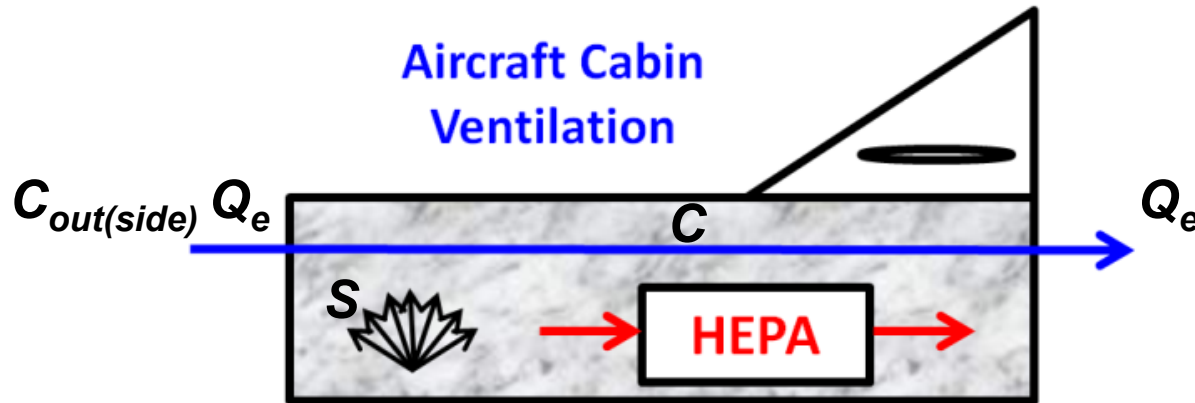 Aircraft Cabin
Ventilation
C_out(side) Q_e
C
Q_e
S
HEPA